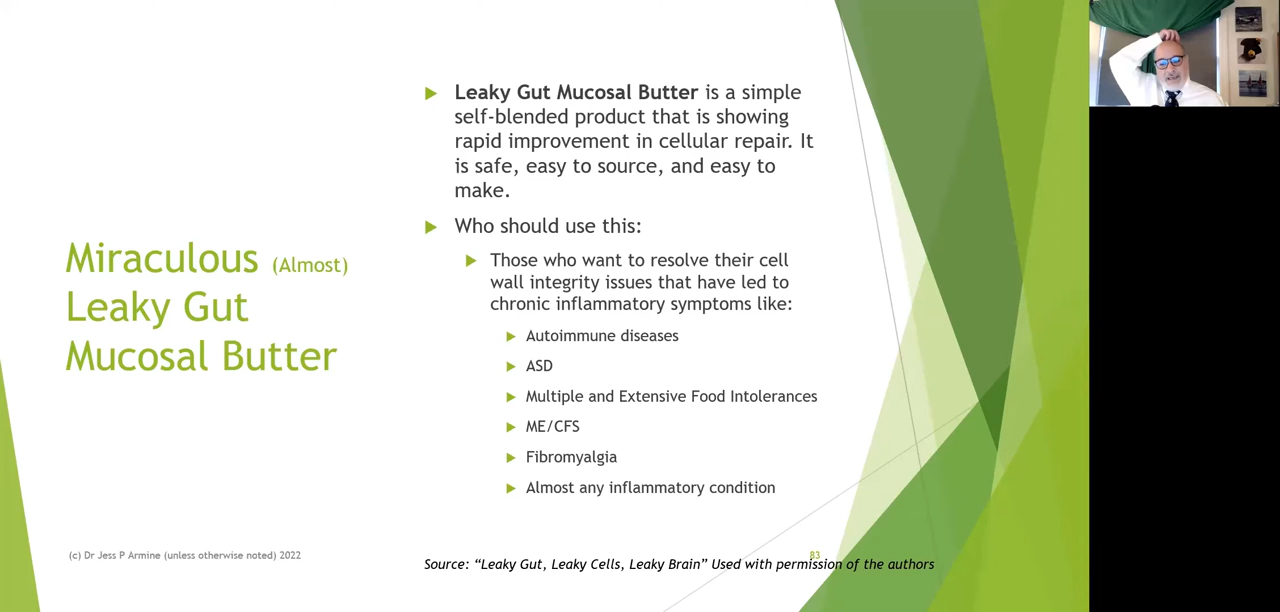 Miraculous (Almost)
Leaky Gut
Mucosal Butter
Leaky Gut Mucosal Butter is a simple
self-blended product that is showing
rapid improvement in cellular repair. It
is safe, easy to source, and easy to
make.
Who should use this:
Those who want to resolve their cell
wall integrity issues that have led to
chronic inflammatory symptoms like:
Autoimmune diseases
ASD
Multiple and Extensive Food Intolerances
ME/CFS
Fibromyalgia
Almost any inflammatory condition
(c) Dr Jess P Armine (unless otherwise noted) 2022
83
Source: “Leaky Gut, Leaky Cells, Leaky Brain” Used with permission of the authors